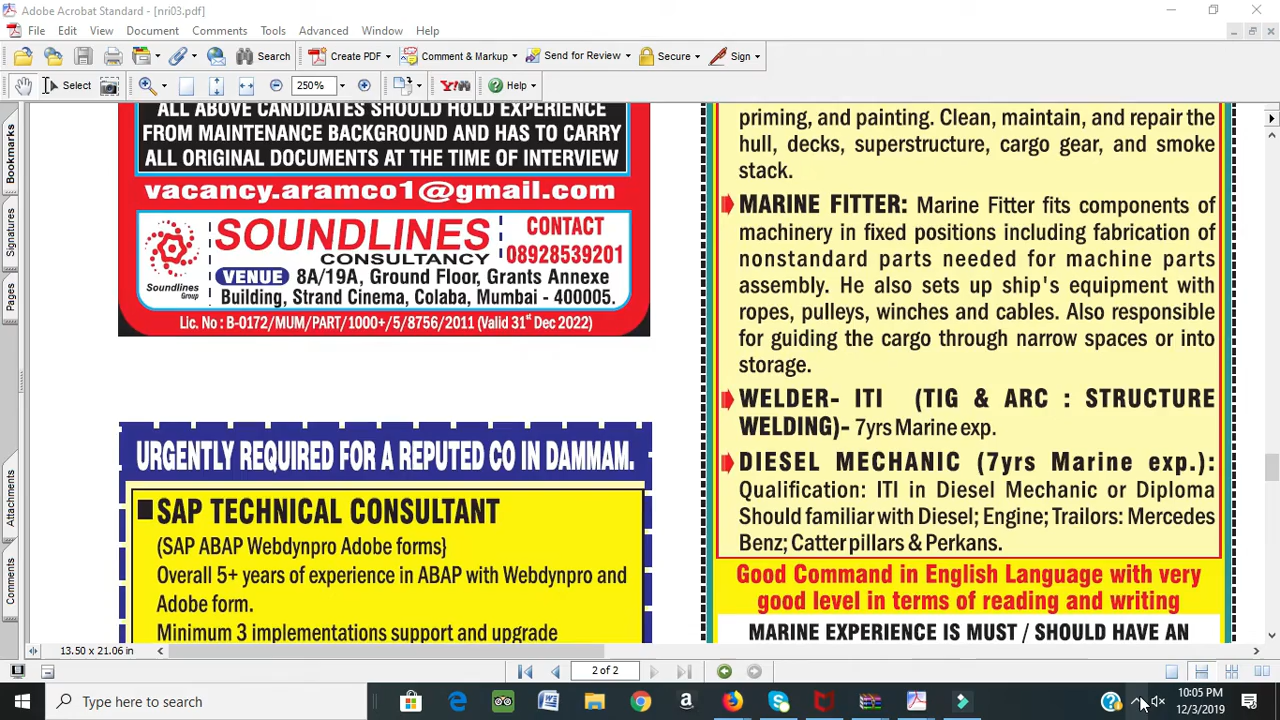 Adobe Acrobat Standard - [nri03.pdf]
File Edit View Document Comments Tools Advanced Window Help
Search Create PDF Comment & Markup Send for Review Secure Sign
Select 250% Y! Help
Bookmarks
Signatures
Pages
Attachments
Comments
ALL ABOVE CANDIDATES SHOULD HOLD EXPERIENCE
FROM MAINTENANCE BACKGROUND AND HAS TO CARRY
ALL ORIGINAL DOCUMENTS AT THE TIME OF INTERVIEW
vacancy.aramco1@gmail.com
Soundlines
Group
SOUNDLINES
CONSULTANCY
CONTACT
08928539201
VENUE 8A/19A, Ground Floor, Grants Annexe
Building, Strand Cinema, Colaba, Mumbai - 400005.
Lic. No : B-0172/MUM/PART/1000+/5/8756/2011 (Valid 31st Dec 2022)
URGENTLY REQUIRED FOR A REPUTED CO IN DAMMAM.
SAP TECHNICAL CONSULTANT
(SAP ABAP Webdynpro Adobe forms}
Overall 5+ years of experience in ABAP with Webdynpro and
Adobe form.
Minimum 3 implementations support and upgrade
priming, and painting. Clean, maintain, and repair the
hull, decks, superstructure, cargo gear, and smoke
stack.
MARINE FITTER: Marine Fitter fits components of
machinery in fixed positions including fabrication of
nonstandard parts needed for machine parts
assembly. He also sets up ship's equipment with
ropes, pulleys, winches and cables. Also responsible
for guiding the cargo through narrow spaces or into
storage.
WELDER- ITI (TIG & ARC : STRUCTURE
WELDING)- 7yrs Marine exp.
DIESEL MECHANIC (7yrs Marine exp.):
Qualification: ITI in Diesel Mechanic or Diploma
Should familiar with Diesel; Engine; Trailors: Mercedes
Benz; Catter pillars & Perkans.
Good Command in English Language with very
good level in terms of reading and writing
MARINE EXPERIENCE IS MUST / SHOULD HAVE AN
13.50 x 21.06 in
2 of 2
Type here to search
10:05 PM
12/3/2019